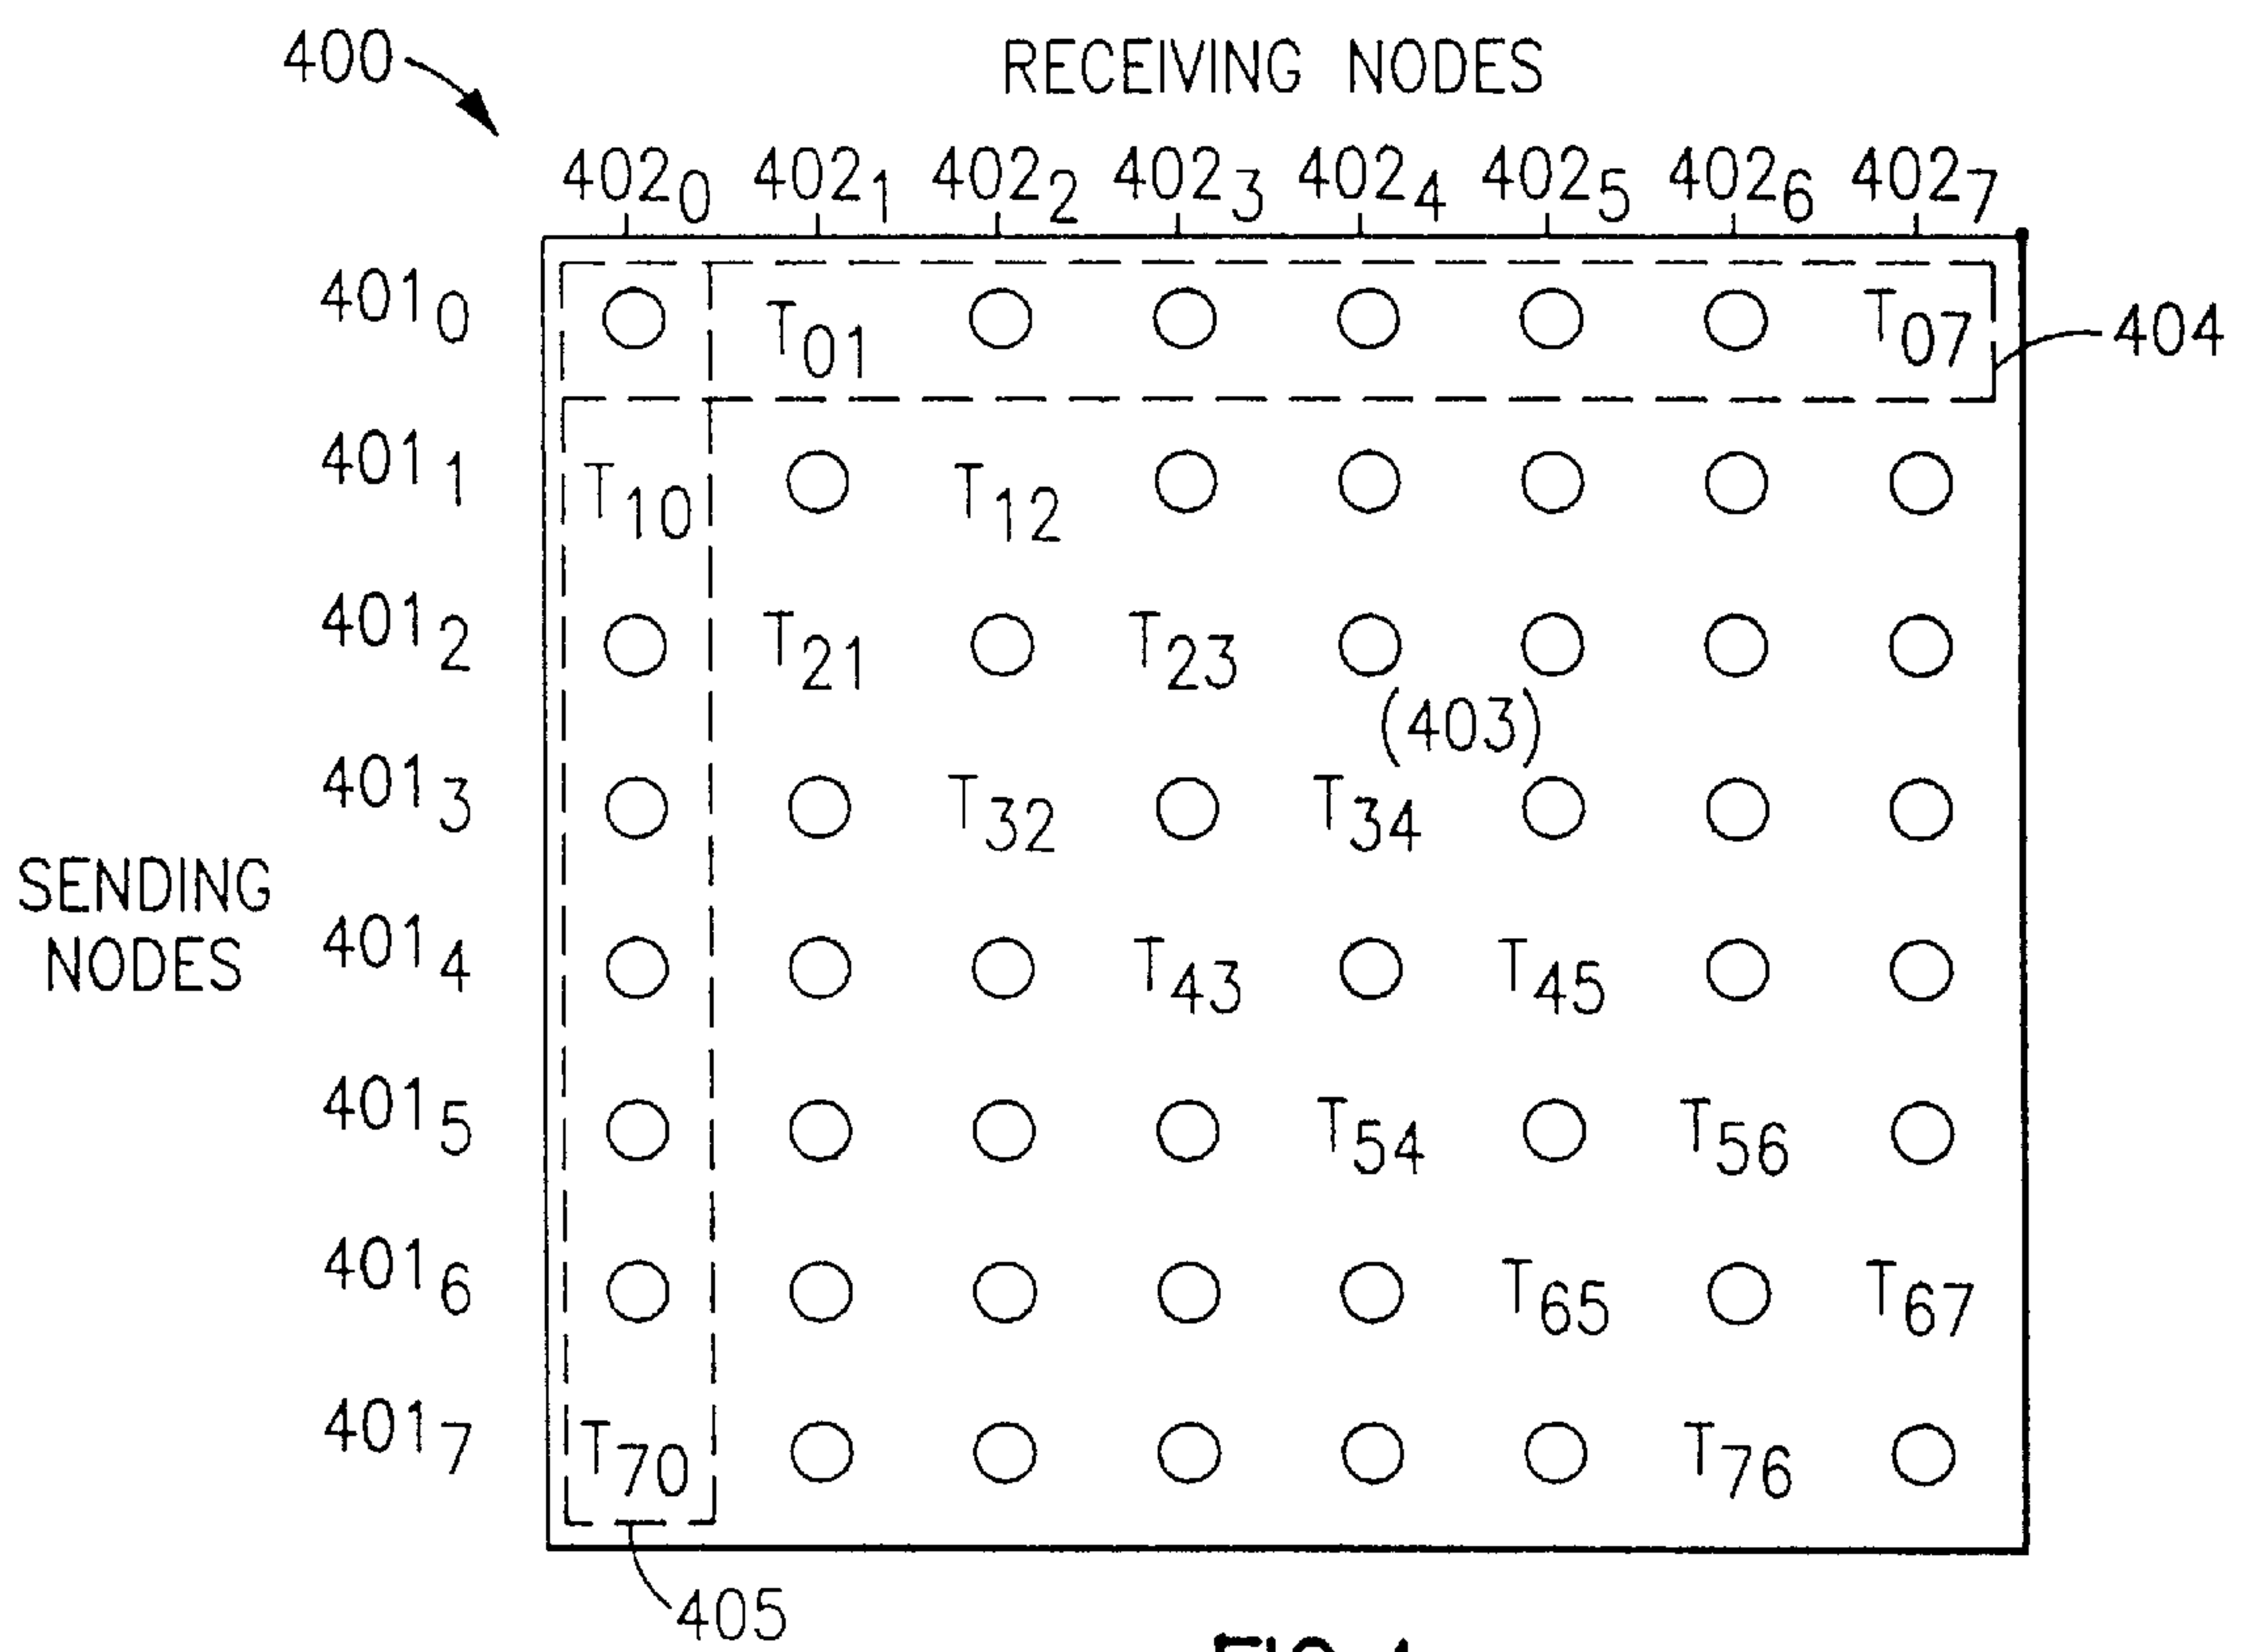 400
RECEIVING NODES
402₀ 402₁ 402₂ 402₃ 402₄ 402₅ 402₆ 402₇
401₀ O T₀₁ O O O O O T₀₇ 404
401₁ T₁₀ O T₁₂ O O O O O
401₂ O T₂₁ O T₂₃ O O O O
(403)
401₃ O O T₃₂ O T₃₄ O O O
SENDING
NODES
401₄ O O O T₄₃ O T₄₅ O O
401₅ O O O O T₅₄ O T₅₆ O
401₆ O O O O O T₆₅ O T₆₇
401₇ T₇₀ O O O O O T₇₆ O
405